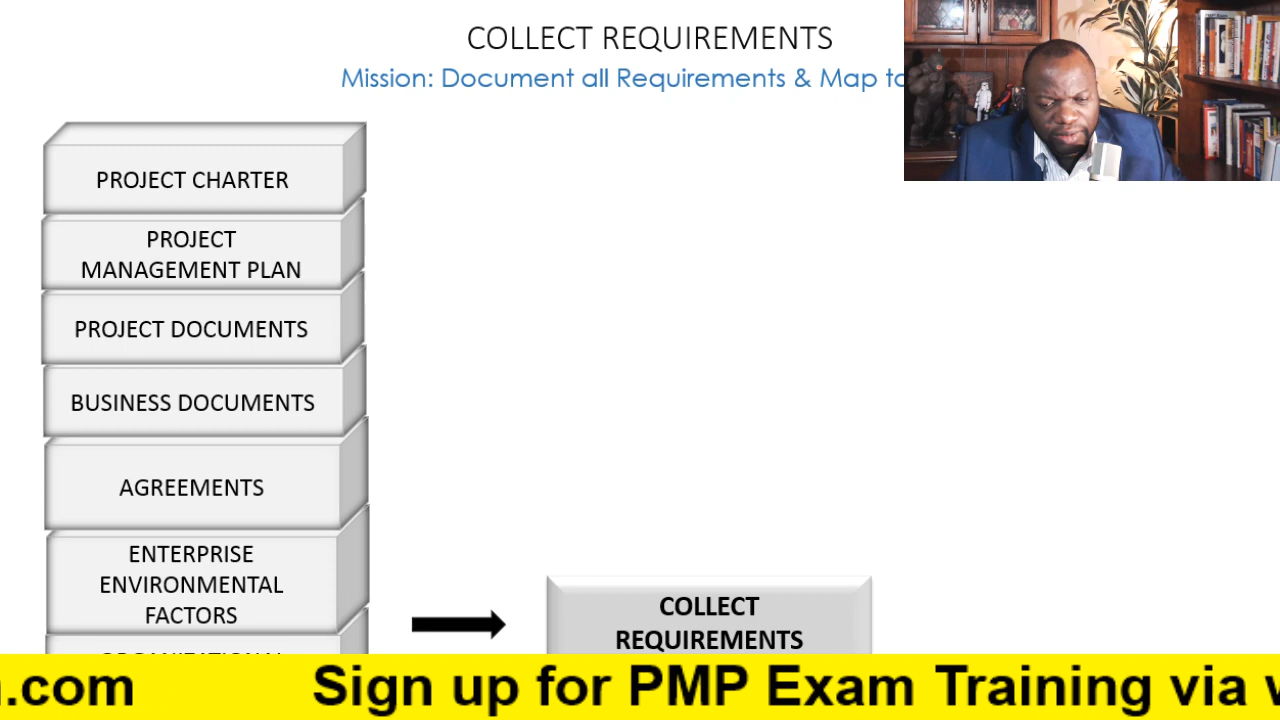 COLLECT REQUIREMENTS
Mission: Document all Requirements & Map to
PROJECT CHARTER
PROJECT
MANAGEMENT PLAN
PROJECT DOCUMENTS
BUSINESS DOCUMENTS
AGREEMENTS
ENTERPRISE
ENVIRONMENTAL
FACTORS
ORGANIZATIONAL
COLLECT
REQUIREMENTS
.com Sign up for PMP Exam Training via